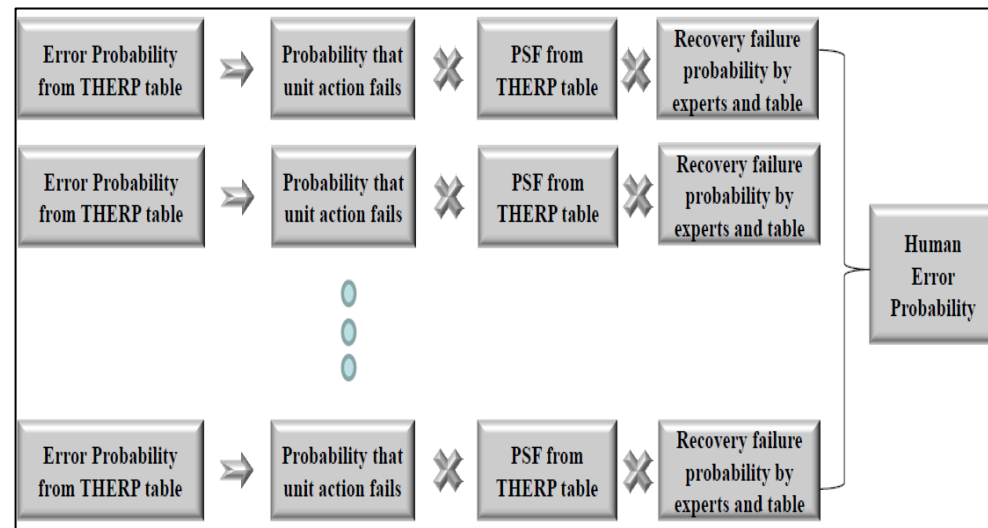 Error Probability
from THERP table
Probability that
unit action fails
PSF from
THERP table
Recovery failure
probability by
experts and table
Error Probability
from THERP table
Probability that
unit action fails
PSF from
THERP table
Recovery failure
probability by
experts and table
Human
Error
Probability
Error Probability
from THERP table
Probability that
unit action fails
PSF from
THERP table
Recovery failure
probability by
experts and table